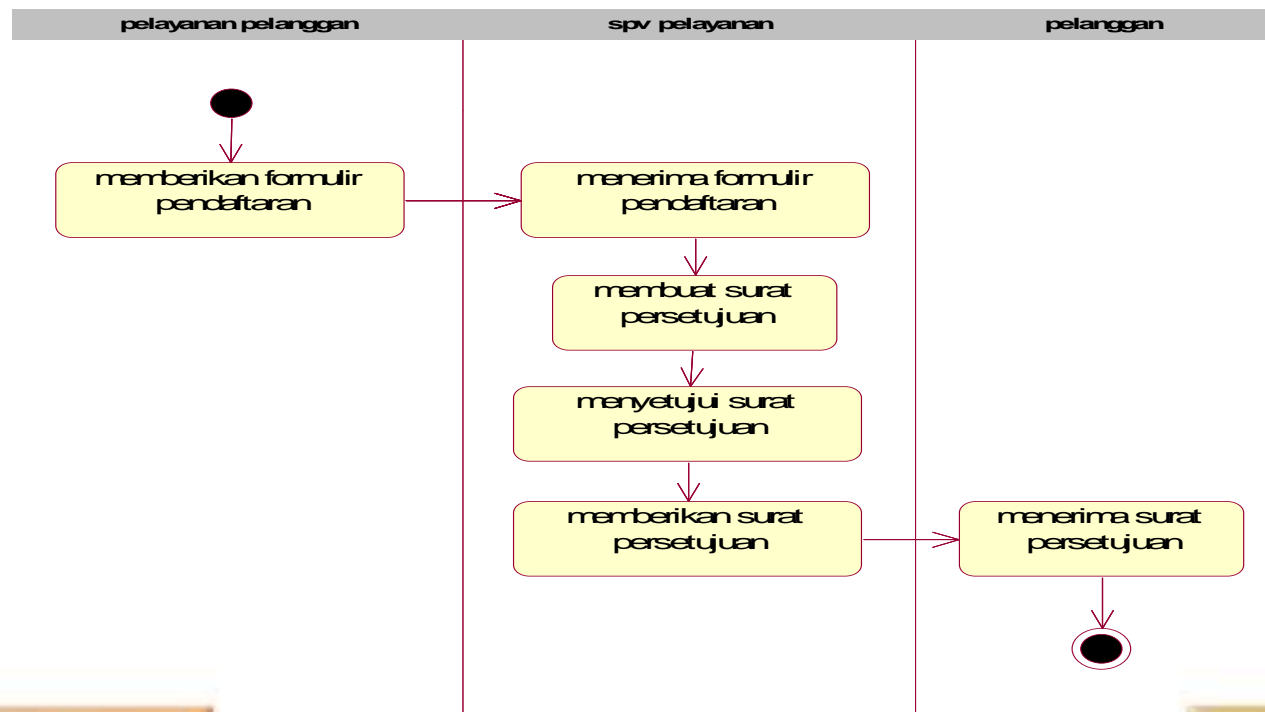 pelayanan pelanggan
spv pelayanan
pelanggan
memberikan formulir
pendaftaran
menerima formulir
pendaftaran
membuat surat
persetujuan
menyetujui surat
persetujuan
memberikan surat
persetujuan
menerima surat
persetujuan